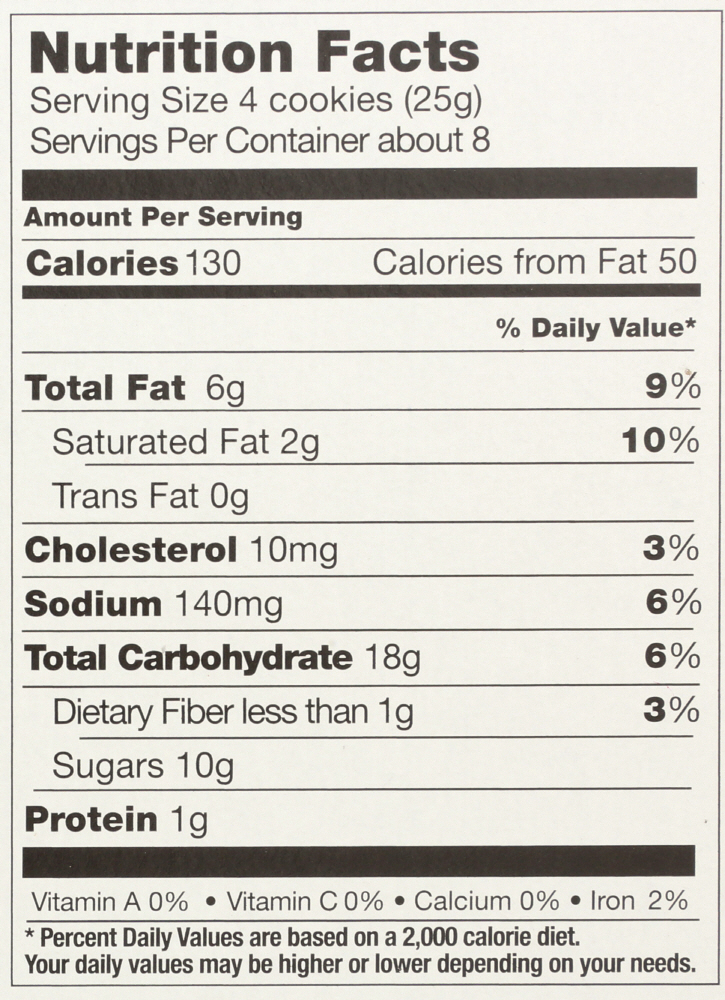 Nutrition Facts
Serving Size 4 cookies (25g)
Servings Per Container about 8
Amount Per Serving
Calories 130 Calories from Fat 50
% Daily Value*
Total Fat 6g 9%
Saturated Fat 2g 10%
Trans Fat 0g
Cholesterol 10mg 3%
Sodium 140mg 6%
Total Carbohydrate 18g 6%
Dietary Fiber less than 1g 3%
Sugars 10g
Protein 1g
Vitamin A 0% • Vitamin C 0% • Calcium 0% • Iron 2%
* Percent Daily Values are based on a 2,000 calorie diet.
Your daily values may be higher or lower depending on your needs.